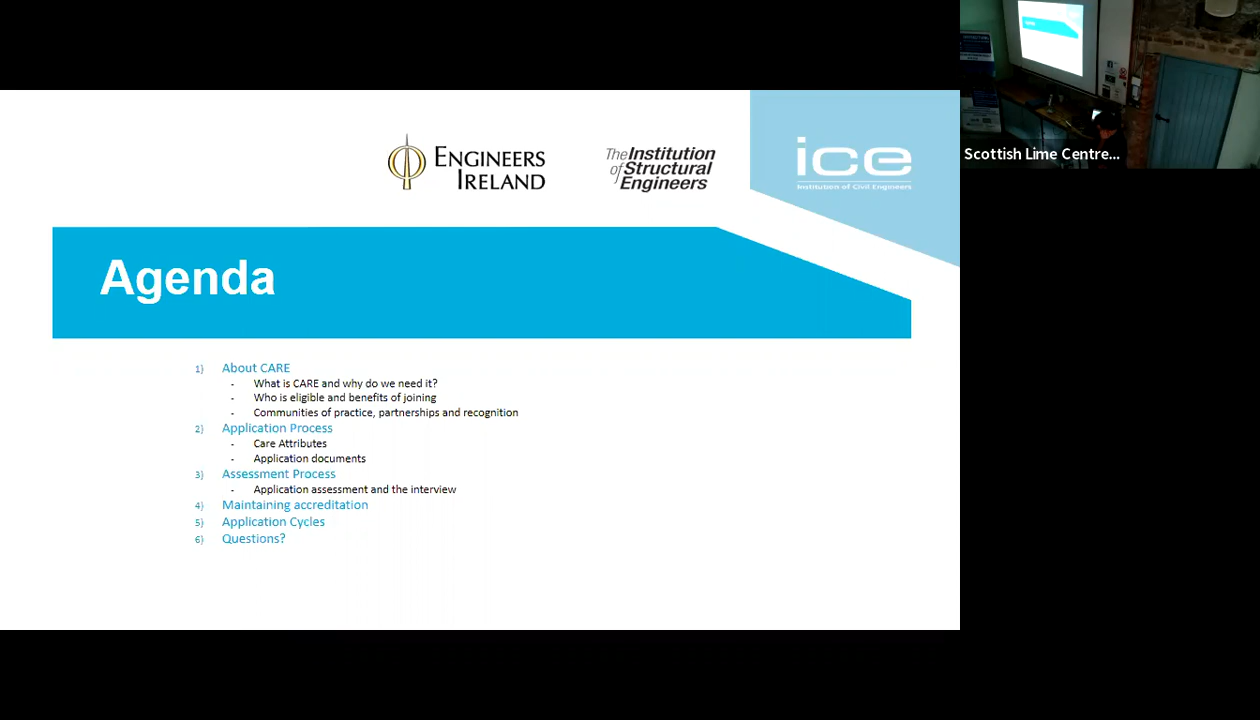 Engineers
Ireland
The Institution
of Structural
Engineers
ice
Institution of Civil Engineers
Scottish Lime Centre...
Agenda
1) About CARE
- What is CARE and why do we need it?
- Who is eligible and benefits of joining
- Communities of practice, partnerships and recognition
2) Application Process
- Care Attributes
- Application documents
3) Assessment Process
- Application assessment and the interview
4) Maintaining accreditation
5) Application Cycles
6) Questions?